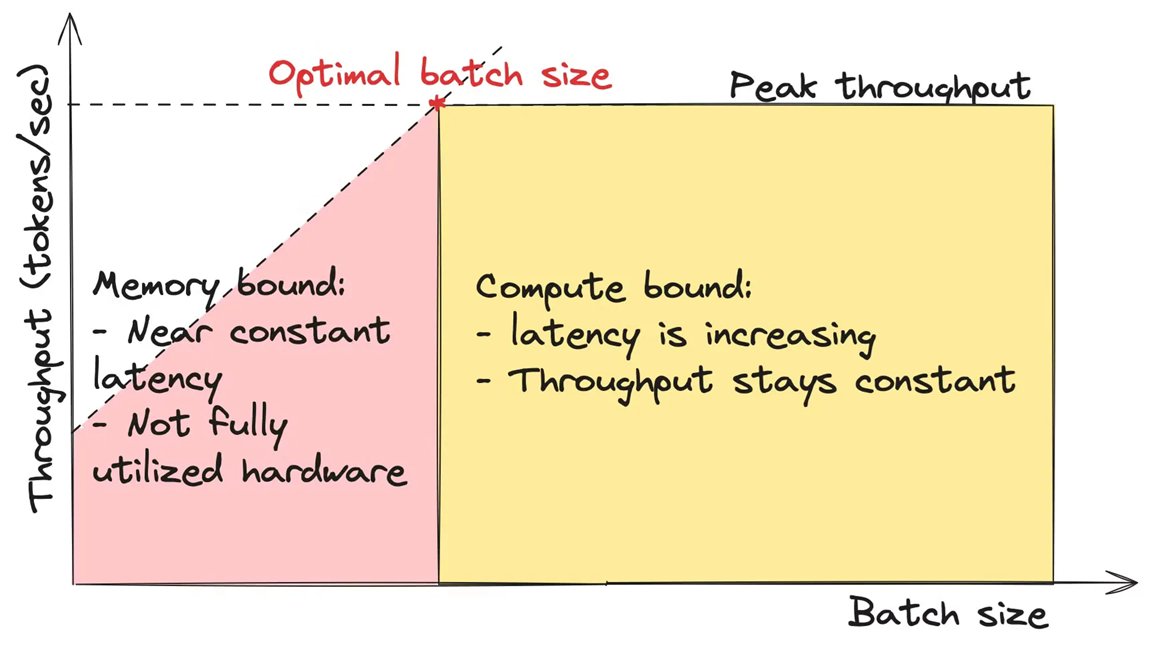 Optimal batch size
Peak throughput
Throughput (tokens/sec)
Memory bound:
- Near constant
latency
- Not fully
utilized hardware
Compute bound:
- latency is increasing
- Throughput stays constant
Batch size